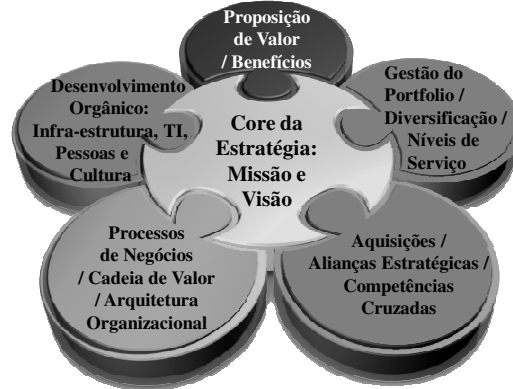 Proposição
de Valor
/ Benefícios
Desenvolvimento
Orgânico:
Infra-estrutura, TI,
Pessoas e
Cultura
Gestão do
Portfolio /
Diversificação /
Níveis de
Serviço
Core da
Estratégia:
Missão e
Visão
Processos
de Negócios
/ Cadeia de Valor
/ Arquitetura
Organizacional
Aquisições /
Alianças Estratégicas /
Competências
Cruzadas